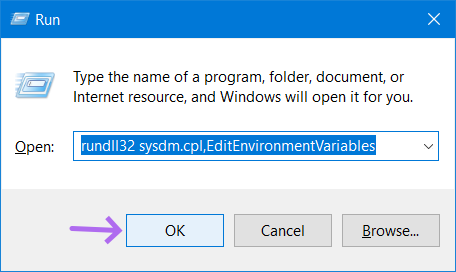 Run
Type the name of a program, folder, document, or
Internet resource, and Windows will open it for you.
Open: rundll32 sysdm.cpl,EditEnvironmentVariables
OK Cancel Browse...